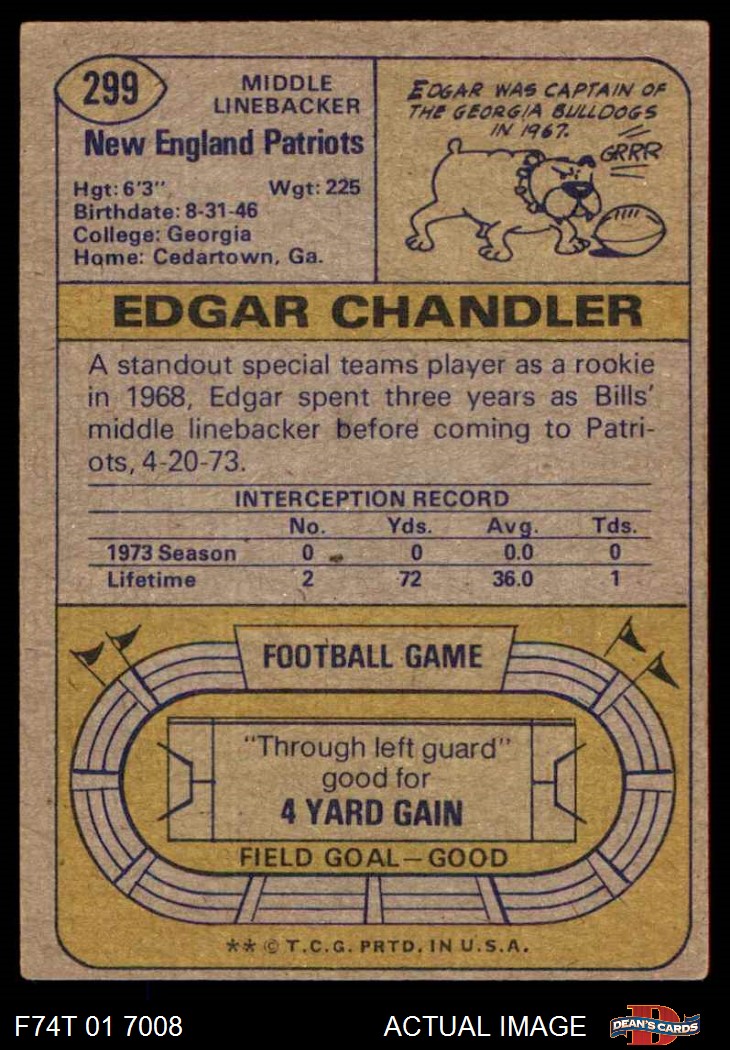 299
MIDDLE
LINEBACKER
New England Patriots
Hgt: 6'3" Wgt: 225
Birthdate: 8-31-46
College: Georgia
Home: Cedartown, Ga.
EDGAR WAS CAPTAIN OF
THE GEORGIA BULLDOGS
IN 1967.
GRRR
EDGAR CHANDLER
A standout special teams player as a rookie
in 1968, Edgar spent three years as Bills'
middle linebacker before coming to Patri-
ots, 4-20-73.
INTERCEPTION RECORD
No. Yds. Avg. Tds.
1973 Season 0 0 0.0 0
Lifetime 2 72 36.0 1
FOOTBALL GAME
"Through left guard"
good for
4 YARD GAIN
FIELD GOAL—GOOD
** © T.C.G. PRTD. IN U.S.A.
F74T 01 7008 ACTUAL IMAGE
D
DEAN'S CARDS